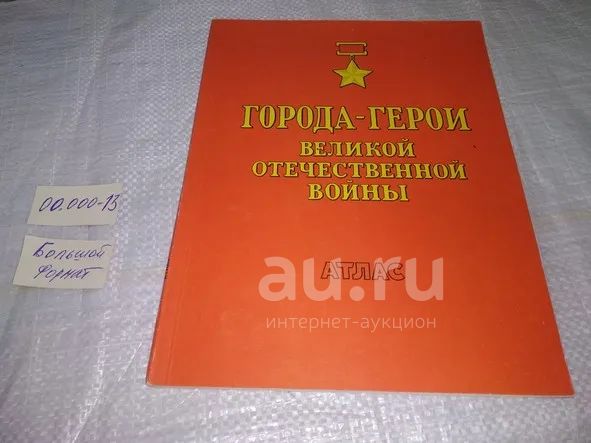 ГОРОДА-ГЕРОИ
ВЕЛИКОЙ
ОТЕЧЕСТВЕННОЙ
ВОЙНЫ
АТЛАС
au.ru
интернет-аукцион
00.000-13
Большой
Формат